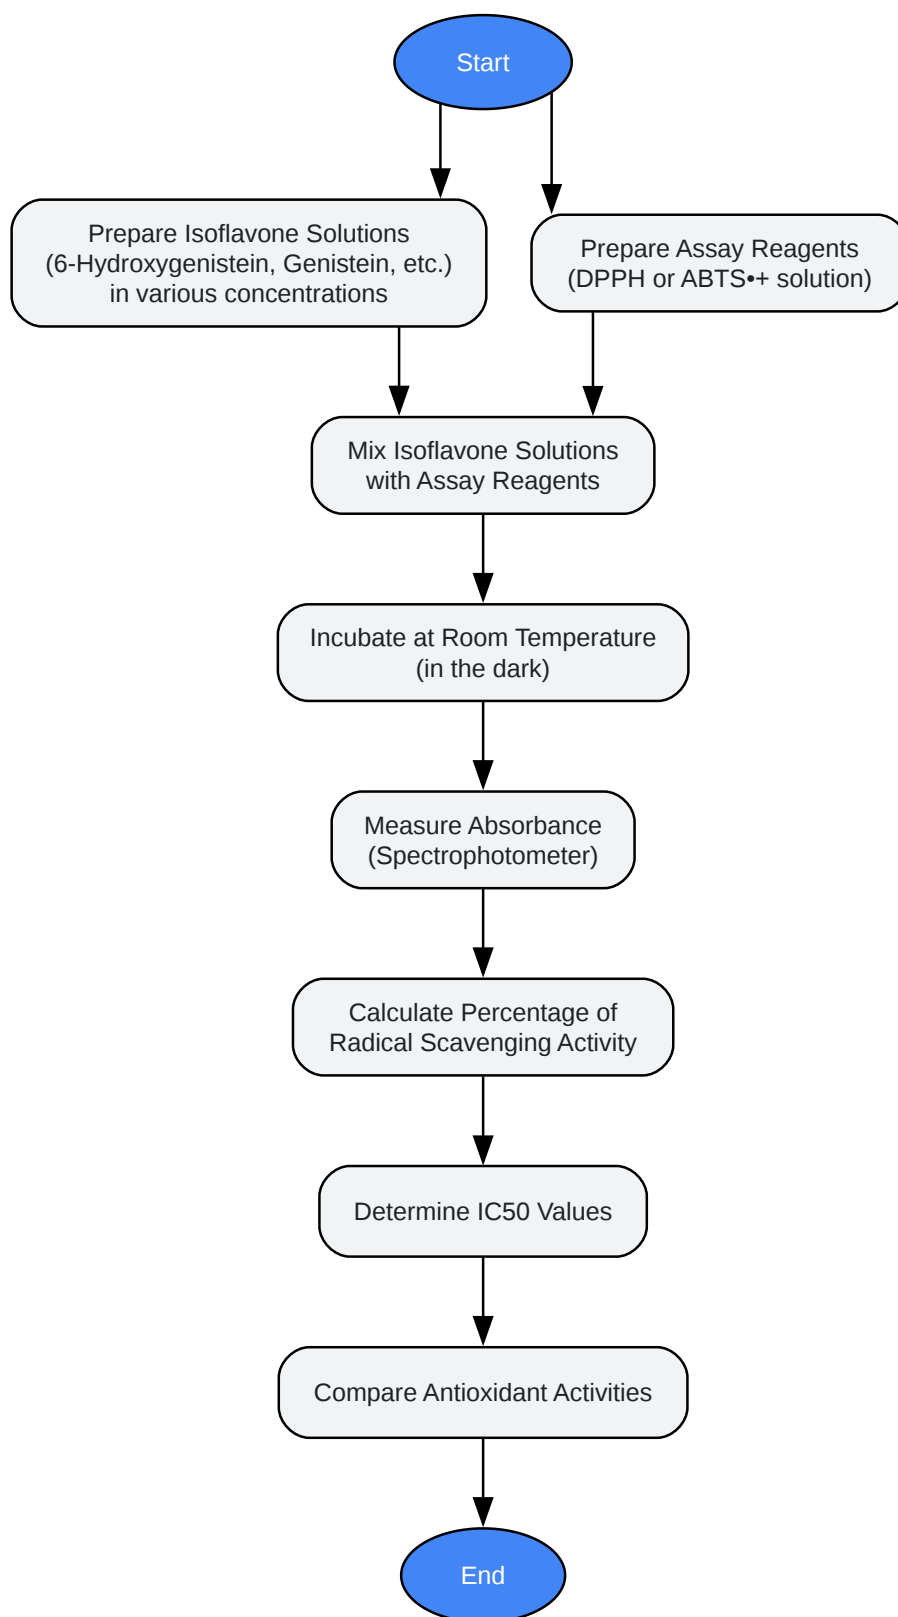 Start
Prepare Isoflavone Solutions
(6-Hydroxygenistein, Genistein, etc.)
in various concentrations
Prepare Assay Reagents
(DPPH or ABTS•+ solution)
Mix Isoflavone Solutions
with Assay Reagents
Incubate at Room Temperature
(in the dark)
Measure Absorbance
(Spectrophotometer)
Calculate Percentage of
Radical Scavenging Activity
Determine IC50 Values
Compare Antioxidant Activities
End